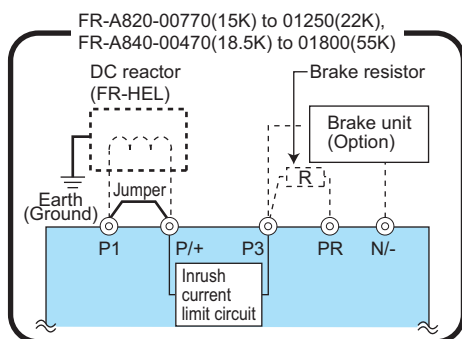 FR-A820-00770(15K) to 01250(22K),
FR-A840-00470(18.5K) to 01800(55K)
DC reactor
(FR-HEL)
Brake resistor
Brake unit
(Option)
R
Earth
(Ground)
Jumper
P1
P/+
P3
PR
N/-
Inrush
current
limit circuit